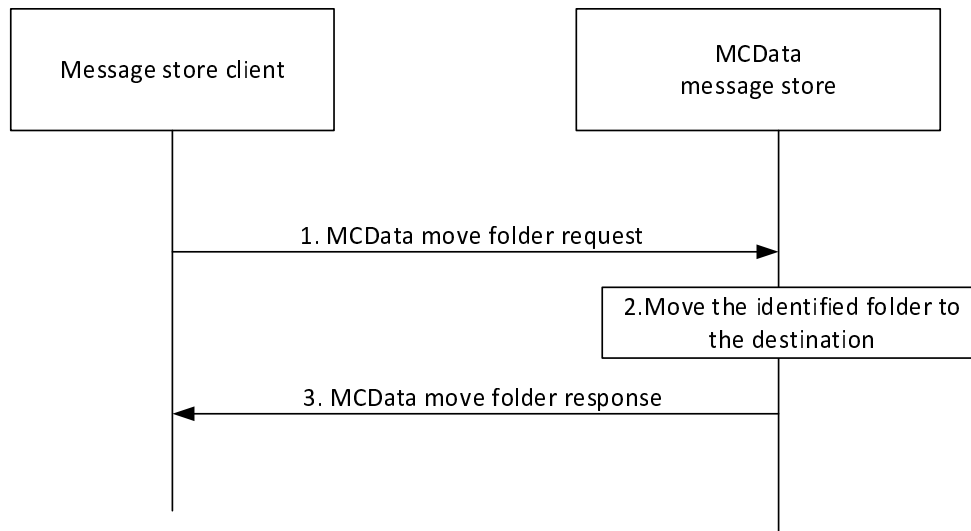 Message store client
MCData
message store
1. MCData move folder request
2.Move the identified folder to
the destination
3. MCData move folder response